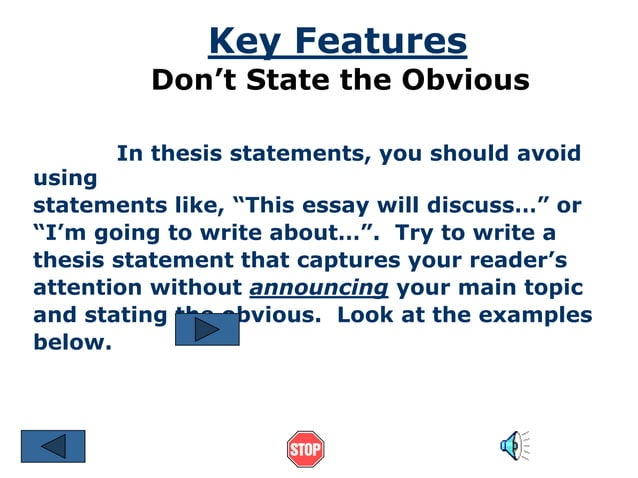 Key Features
Don’t State the Obvious
In thesis statements, you should avoid
using
statements like, “This essay will discuss…” or
“I’m going to write about…”.  Try to write a
thesis statement that captures your reader’s
attention without announcing your main topic
and stating the obvious.  Look at the examples
below.
STOP